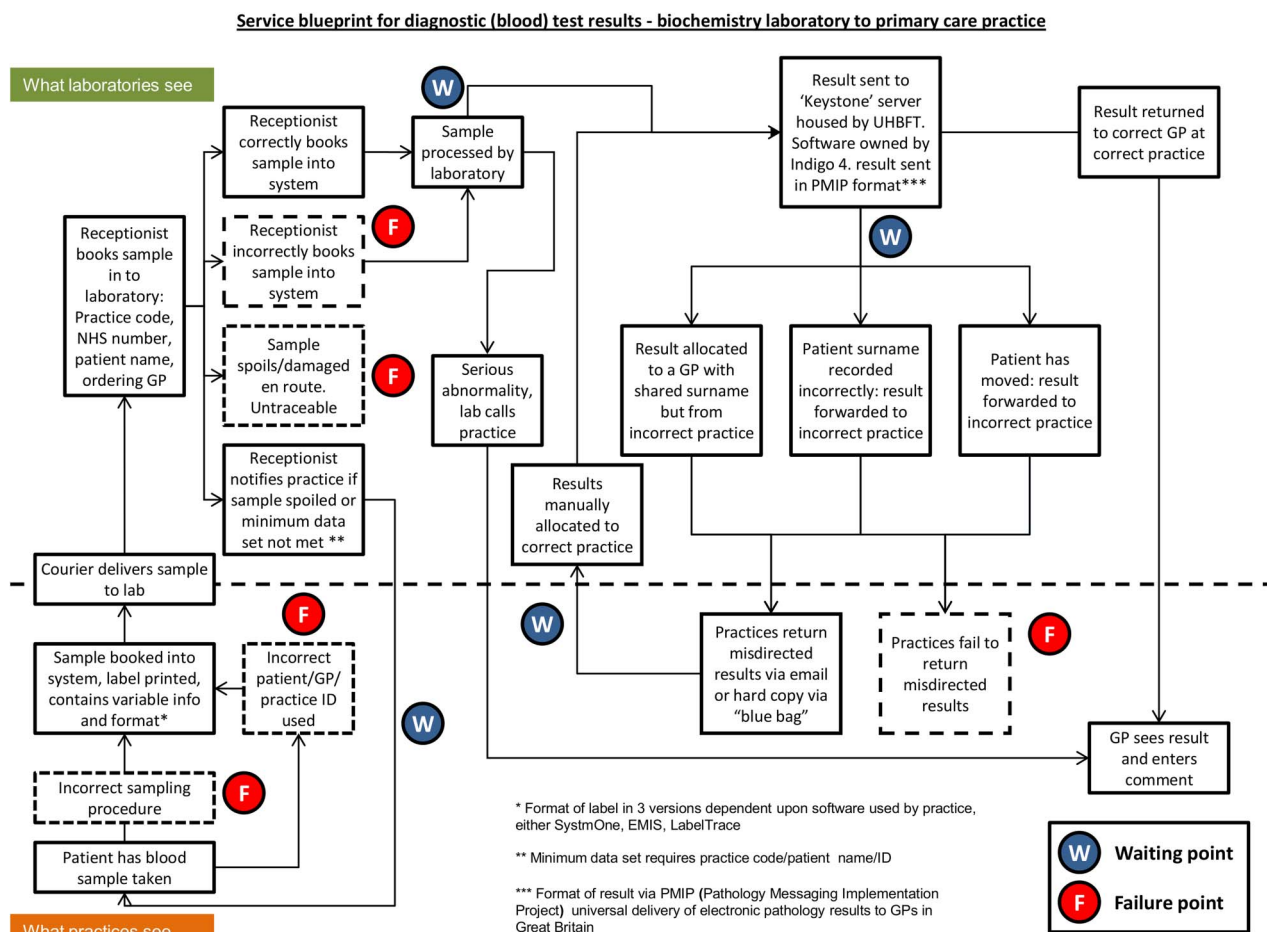 Service blueprint for diagnostic (blood) test results - biochemistry laboratory to primary care practice
What laboratories see
Receptionist
correctly books
sample into
system
W
Sample
processed by
laboratory
Result sent to
‘Keystone’ server
housed by UHBFT.
Software owned by
Indigo 4. result sent
in PMIP format***
Result returned
to correct GP at
correct practice
Receptionist
books sample
in to
laboratory:
Practice code,
NHS number,
patient name,
ordering GP
Receptionist
incorrectly books
sample into
system
F
W
Sample
spoils/damaged
en route.
Untraceable
F
Serious
abnormality,
lab calls
practice
Result allocated
to a GP with
shared surname
but from
incorrect practice
Patient surname
recorded
incorrectly: result
forwarded to
incorrect practice
Patient has
moved: result
forwarded to
incorrect practice
Receptionist
notifies practice if
sample spoiled or
minimum data
set not met **
Results
manually
allocated to
correct practice
Courier delivers sample
to lab
F
W
Sample booked into
system, label printed,
contains variable info
and format*
Incorrect
patient/GP/
practice ID
used
W
Practices return
misdirected
results via email
or hard copy via
“blue bag”
Practices fail to
return
misdirected
results
F
GP sees result
and enters
comment
Incorrect sampling
procedure
F
Patient has blood
sample taken
What practices see
* Format of label in 3 versions dependent upon software used by practice,
either SystmOne, EMIS, LabelTrace
** Minimum data set requires practice code/patient name/ID
*** Format of result via PMIP (Pathology Messaging Implementation
Project) universal delivery of electronic pathology results to GPs in
Great Britain
W Waiting point
F Failure point